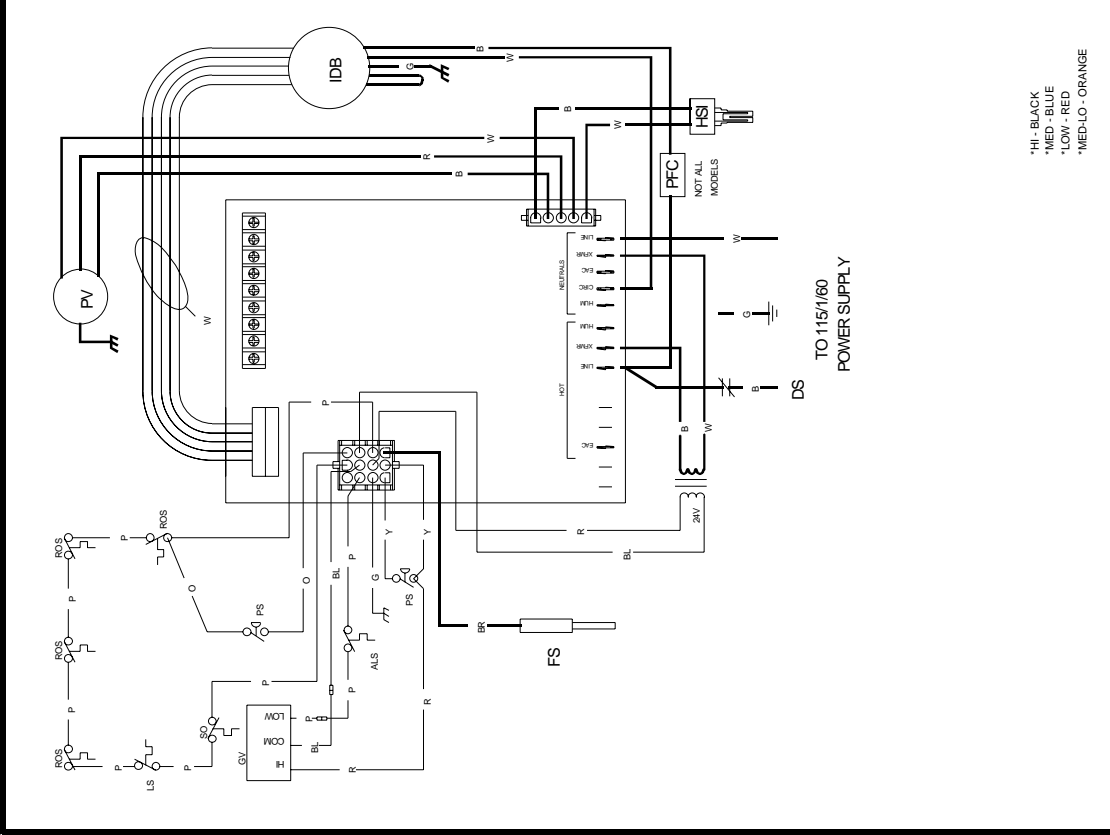 IDB
B
W
G
HSI
B
W
PFC
NOT ALL
MODELS
*HI - BLACK
*MED - BLUE
*LOW - RED
*MED-LO - ORANGE
W
R
B
PV
W
NEUTRALS
LINE
XFMR
EAC
CIRC
HUM
HOT
HUM
XFMR
LINE
EAC
W
G
TO 115/1/60
POWER SUPPLY
B
DS
B
W
24V
R
BL
P
ROS
P
ROS
P
ROS
P
ROS
P
LS
P
SO
P
O
PS
O
BL
P
G
Y
Y
PS
ALS
P
BR
FS
GV
LOW
COM
HI
P
BL
R
R